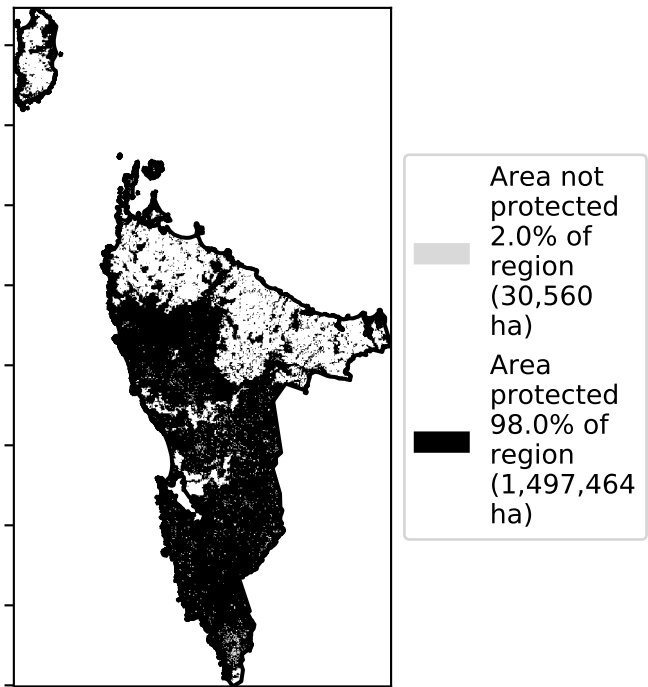 Area not
protected
2.0% of
region
(30,560
ha)
Area
protected
98.0% of
region
(1,497,464
ha)